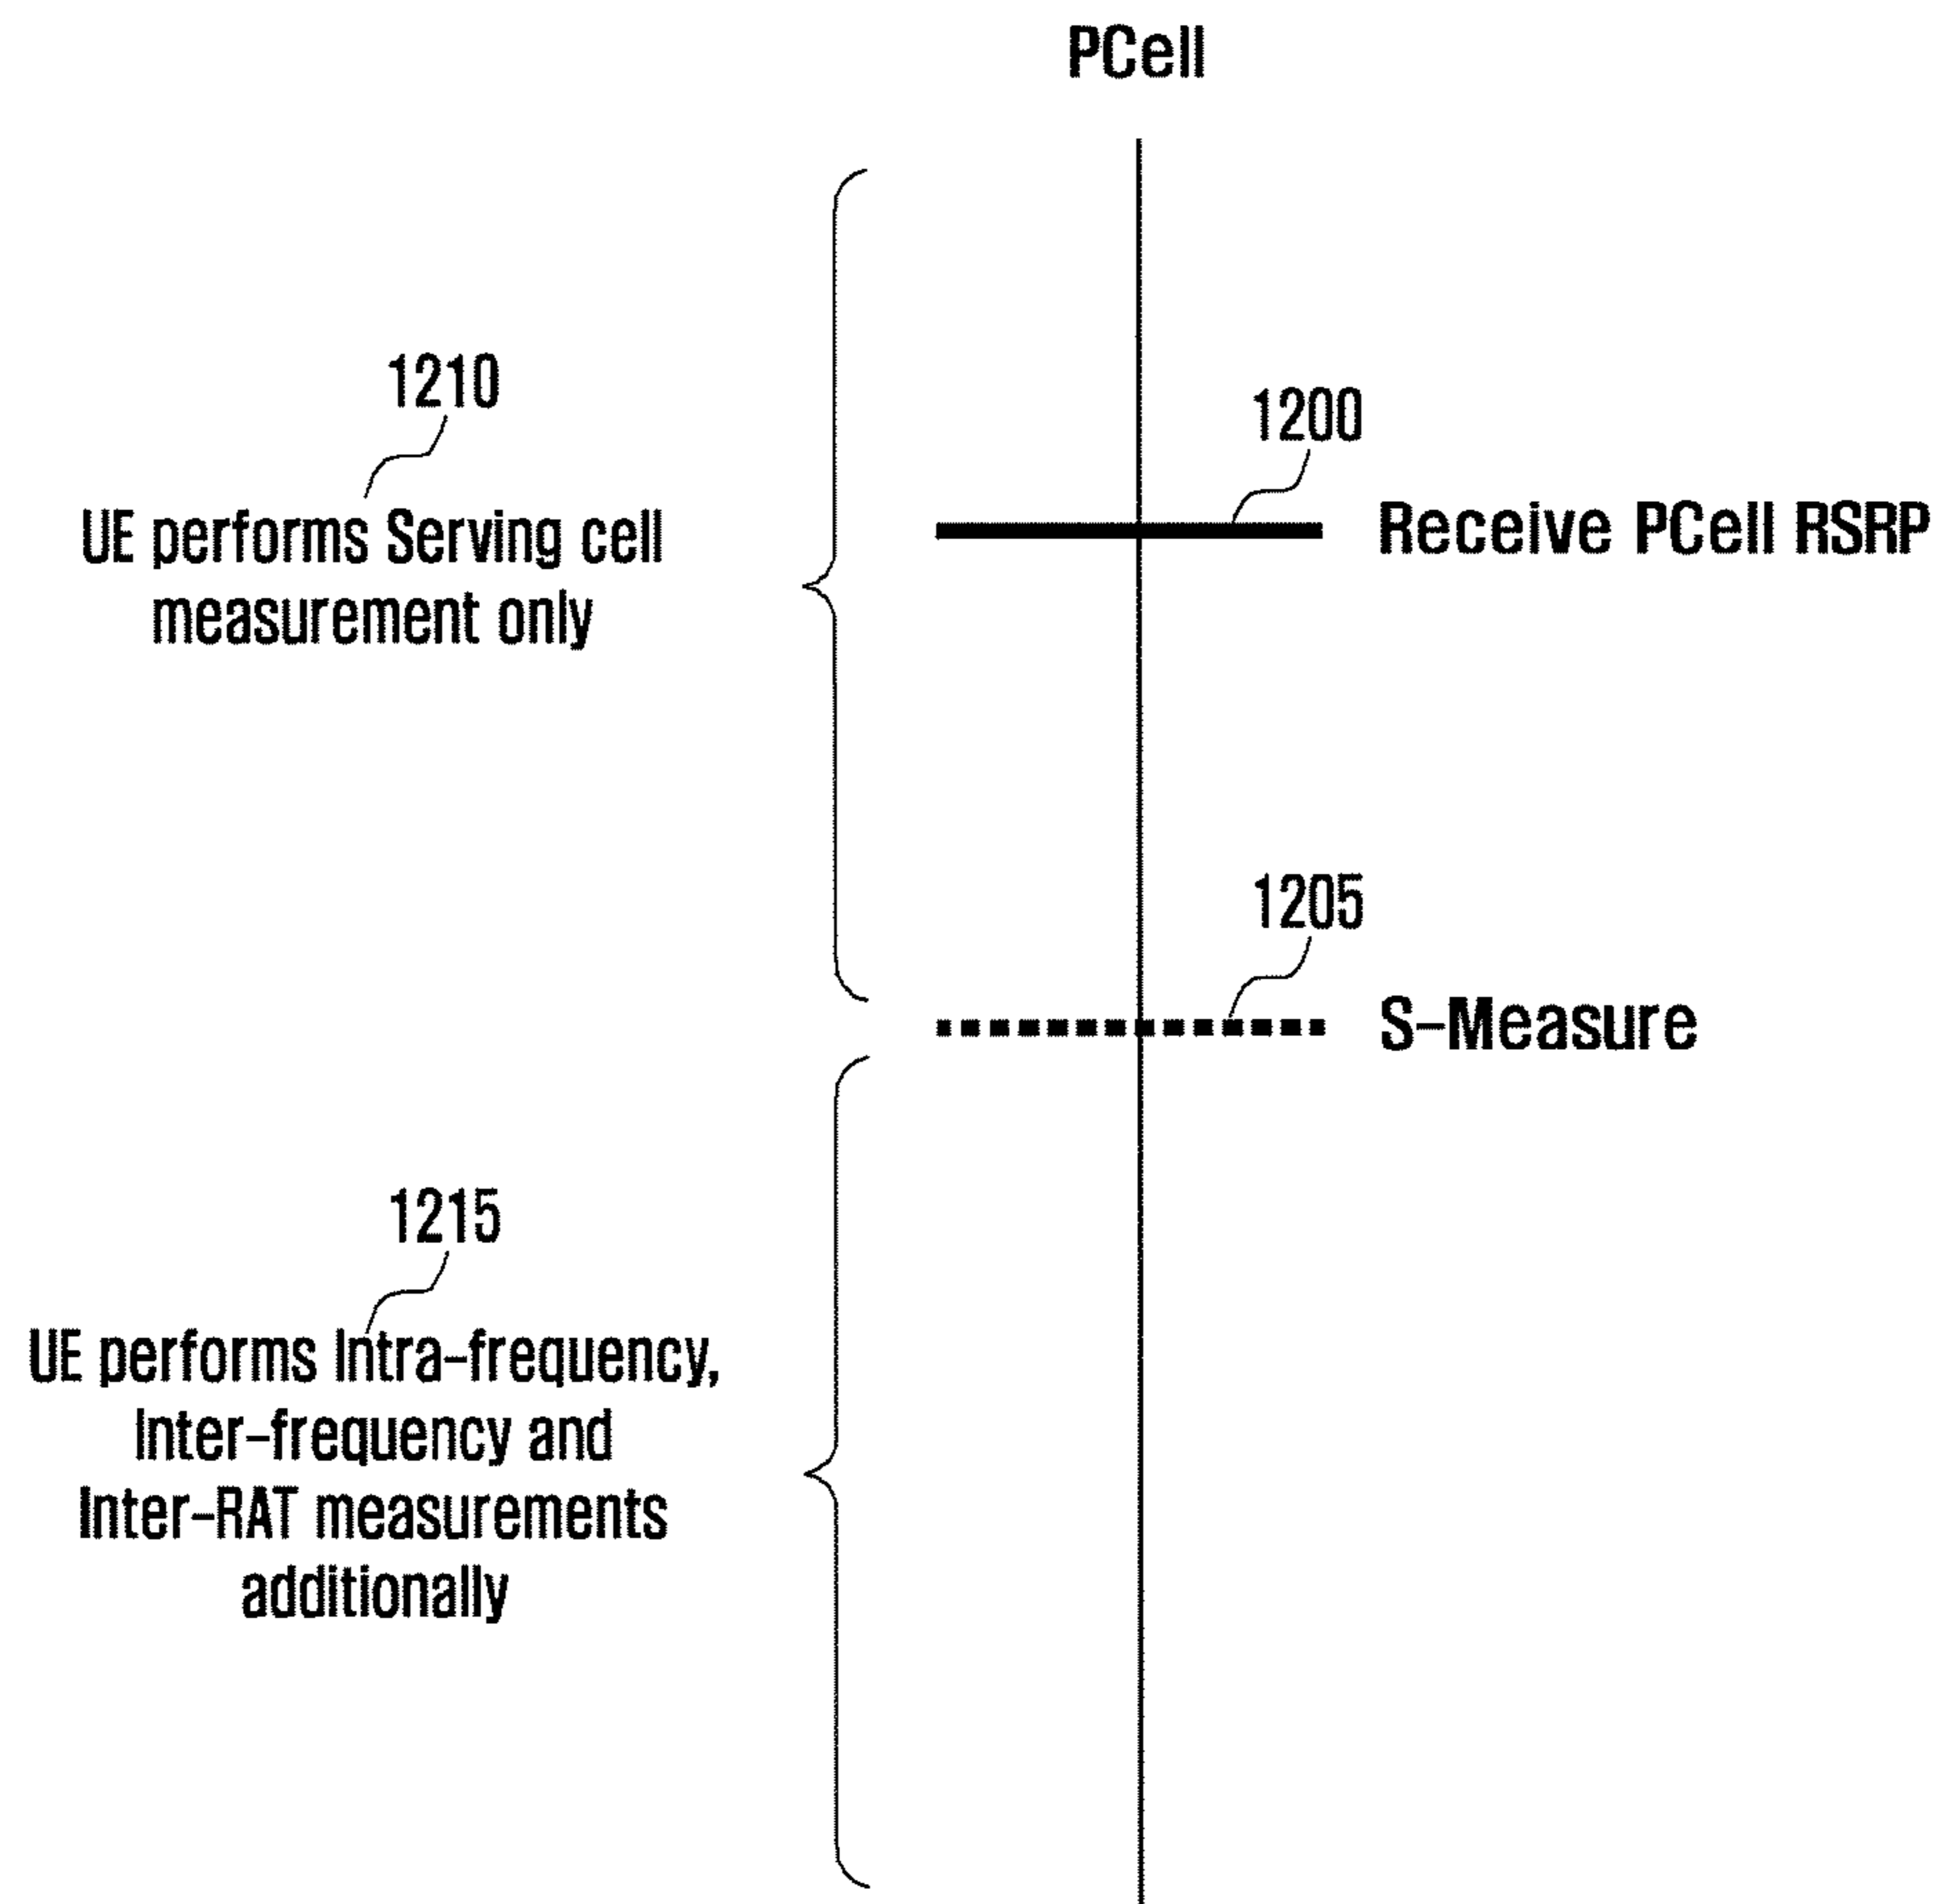 PCell
1210
1200
UE performs Serving cell
measurement only
Receive PCell RSRP
1205
S-Measure
1215
UE performs Intra-frequency,
Inter-frequency and
Inter-RAT measurements
additionally